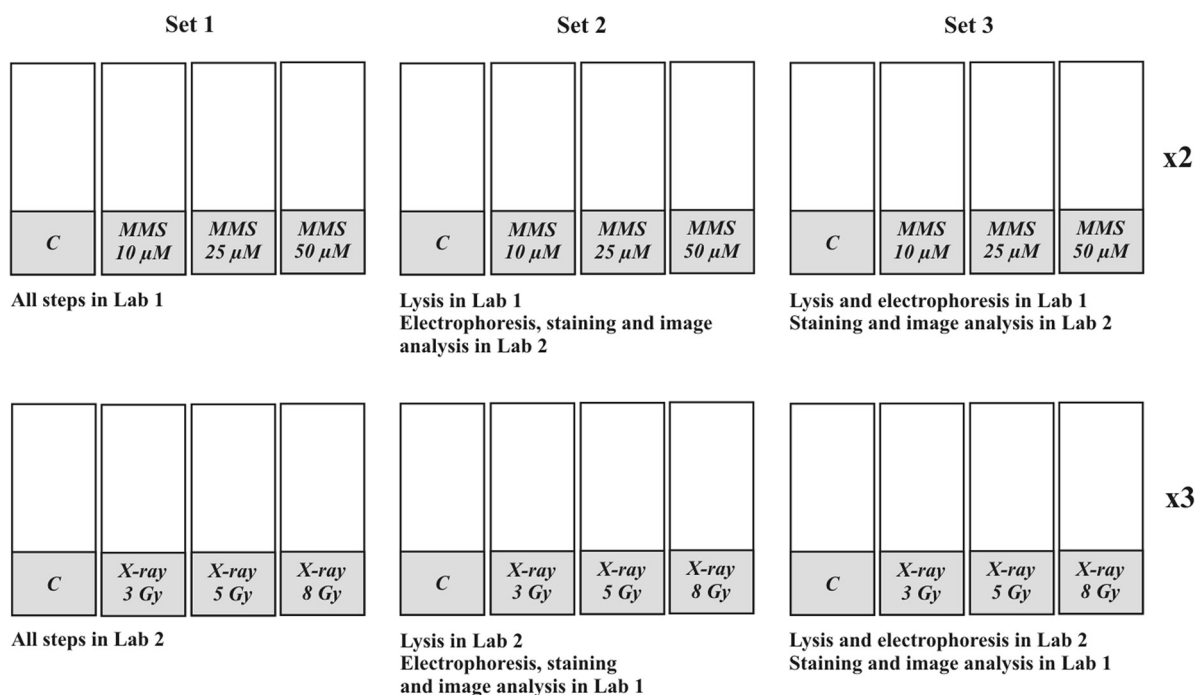 Set 1
Set 2
Set 3
C
MMS
10 µM
MMS
25 µM
MMS
50 µM
C
MMS
10 µM
MMS
25 µM
MMS
50 µM
C
MMS
10 µM
MMS
25 µM
MMS
50 µM
x2
All steps in Lab 1
Lysis in Lab 1
Electrophoresis, staining and image
analysis in Lab 2
Lysis and electrophoresis in Lab 1
Staining and image analysis in Lab 2
C
X-ray
3 Gy
X-ray
5 Gy
X-ray
8 Gy
C
X-ray
3 Gy
X-ray
5 Gy
X-ray
8 Gy
C
X-ray
3 Gy
X-ray
5 Gy
X-ray
8 Gy
x3
All steps in Lab 2
Lysis in Lab 2
Electrophoresis, staining
and image analysis in Lab 1
Lysis and electrophoresis in Lab 2
Staining and image analysis in Lab 1